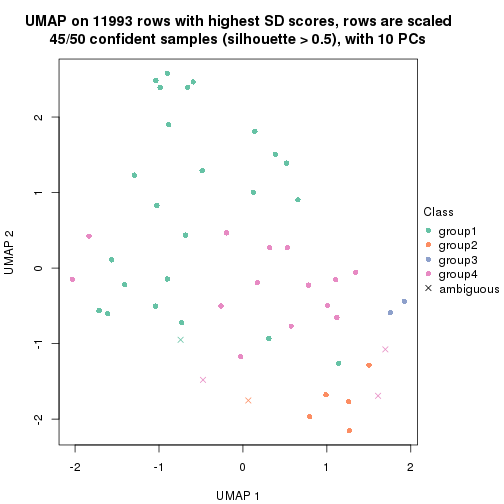 UMAP on 11993 rows with highest SD scores, rows are scaled
45/50 confident samples (silhouette > 0.5), with 10 PCs
2
1
0
-1
-2
UMAP 2
-2
-1
0
1
2
UMAP 1
Class
group1
group2
group3
group4
ambiguous